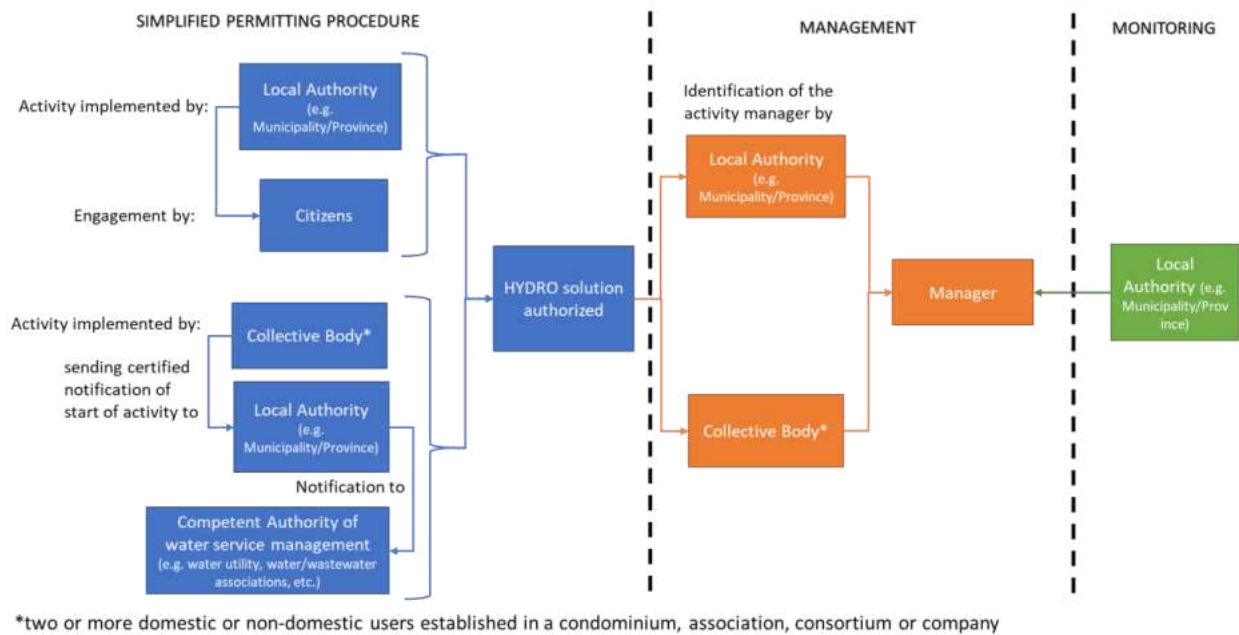 SIMPLIFIED PERMITTING PROCEDURE
MANAGEMENT
MONITORING
Activity implemented by:
Local Authority
(e.g.
Municipality/Province)
Engagement by:
Citizens
Activity implemented by:
Collective Body*
sending certified
notification of
start of activity to
Local Authority
(e.g.
Municipality/Province)
Notification to
Competent Authority of
water service management
(e.g. water utility, water/wastewater
associations, etc.)
HYDRO solution
authorized
Identification of the
activity manager by
Local Authority
(e.g.
Municipality/Province)
Collective Body*
Manager
Local
Authority (e.g.
Municipality/Prov
ince)
*two or more domestic or non-domestic users established in a condominium, association, consortium or company